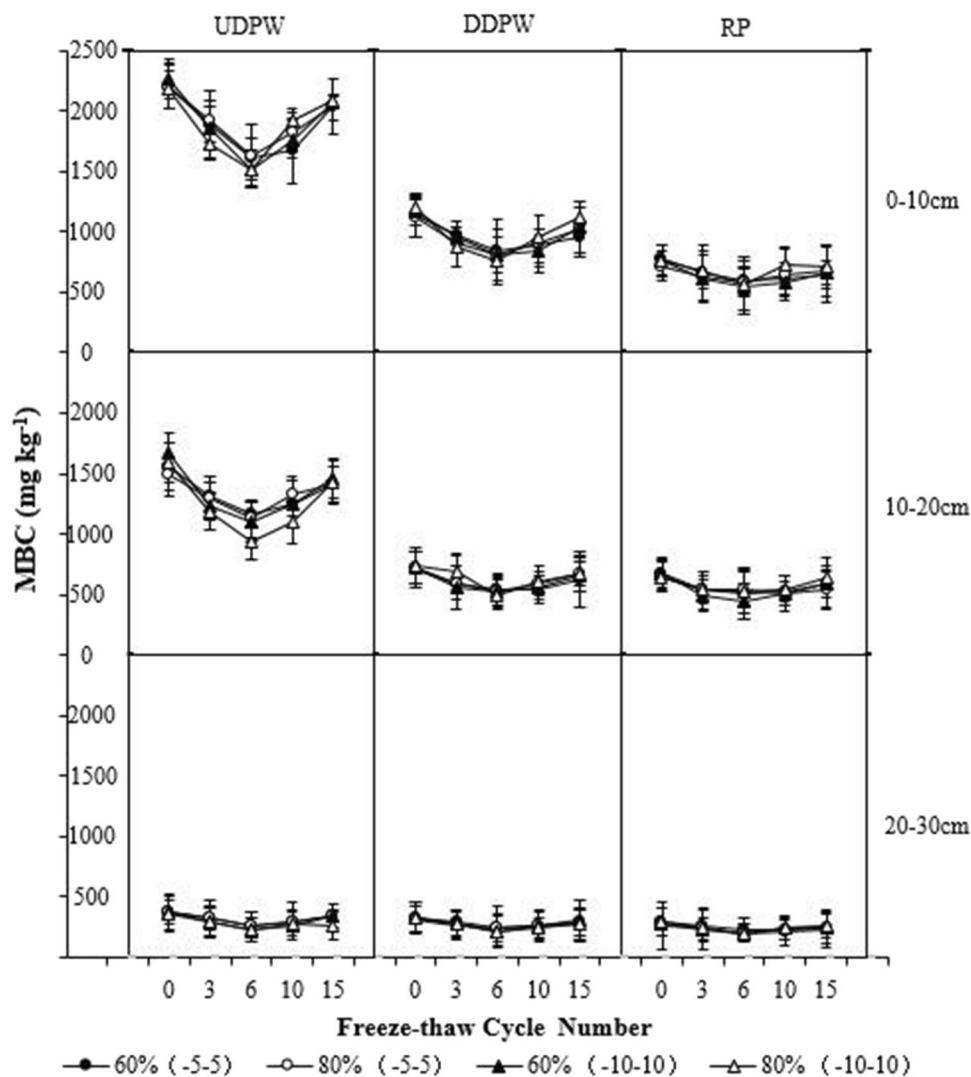 UDPW DDPW RP
2500
2000
1500
1000
500
0
0-10cm
2000
1500
1000
500
0
10-20cm
2000
1500
1000
500
20-30cm
MBC (mg kg⁻¹)
0 3 6 10 15 0 3 6 10 15 0 3 6 10 15
Freeze-thaw Cycle Number
60% (-5-5) 80% (-5-5) 60% (-10-10) 80% (-10-10)